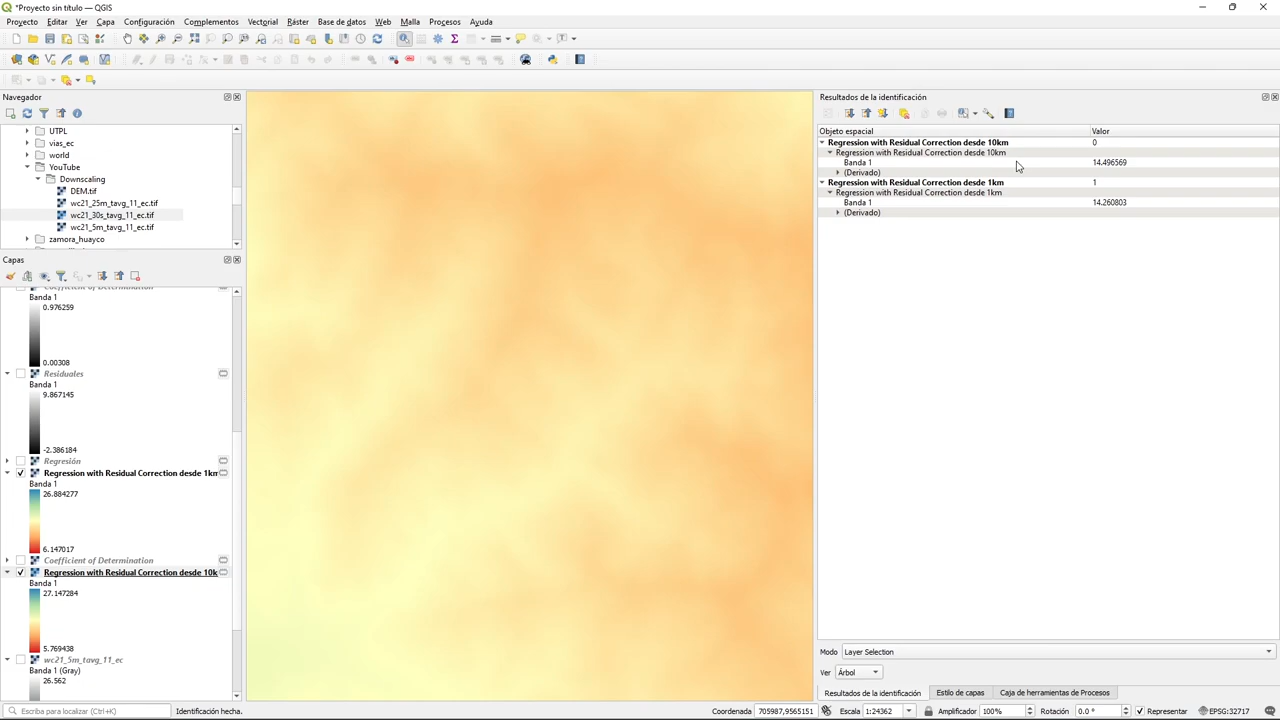 *Proyecto sin título — QGIS
Proyecto Editar Ver Capa Configuración Complementos Vectorial Ráster Base de datos Web Malla Procesos Ayuda
Navegador
UTPL
vias_ec
world
YouTube
Downscaling
DEM.tif
wc21_25m_tavg_11_ec.tif
wc21_30s_tavg_11_ec.tif
wc21_5m_tavg_11_ec.tif
zamora_huayco
Capas
Coefficient of Determination
Banda 1
0.976259
0.00308
Residuales
Banda 1
9.867145
-2.386184
Regresión
Regression with Residual Correction desde 1km
Banda 1
26.884277
6.147017
Coefficient of Determination
Regression with Residual Correction desde 10k
Banda 1
27.147284
5.769438
wc21_5m_tavg_11_ec
Banda 1 (Gray)
26.562
Resultados de la identificación
Objeto espacial Valor
Regression with Residual Correction desde 10km 0
Regression with Residual Correction desde 10km
Banda 1 14.496569
(Derivado)
Regression with Residual Correction desde 1km 1
Regression with Residual Correction desde 1km
Banda 1 14.260803
(Derivado)
Modo Layer Selection
Ver Árbol
Resultados de la identificación Estilo de capas Caja de herramientas de Procesos
Escriba para localizar (Ctrl+K) Identificación hecha. Coordenada 705987,9565151 Escala 1:24362 Amplificador 100% Rotación 0.0 ° Representar EPSG:32717